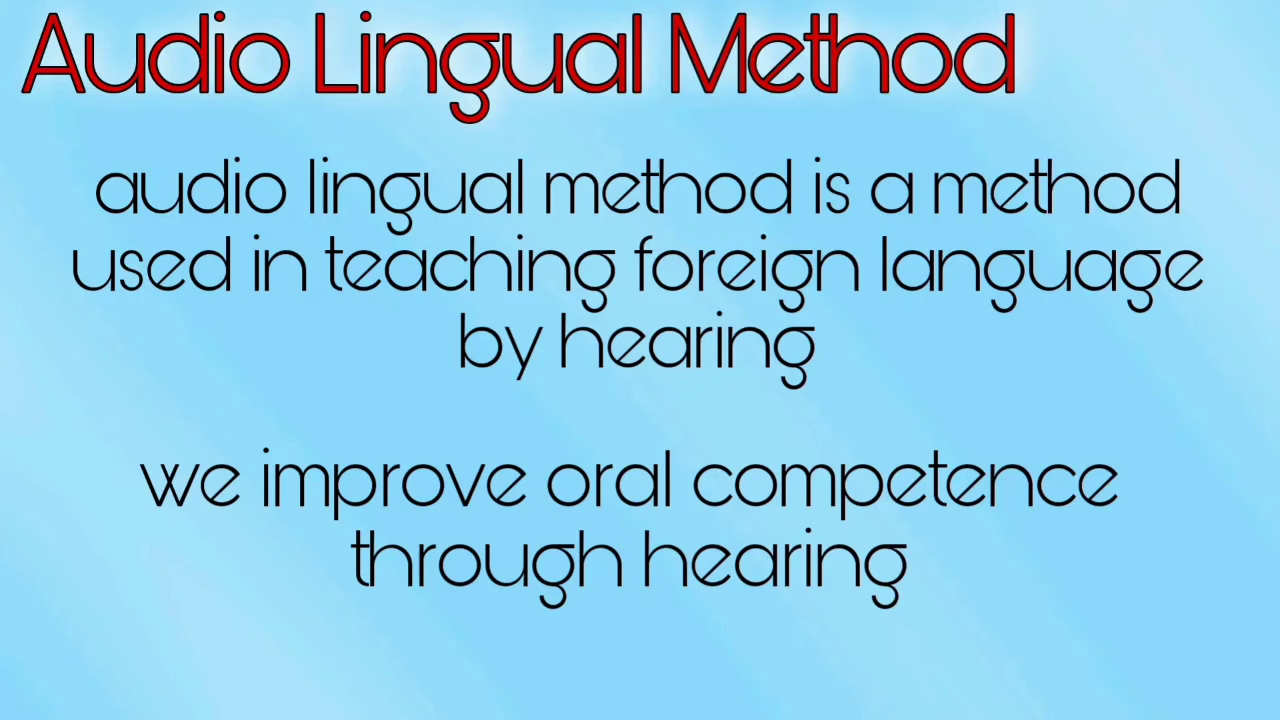 Audio Lingual Method
audio lingual method is a method
used in teaching foreign language
by hearing
we improve oral competence
through hearing